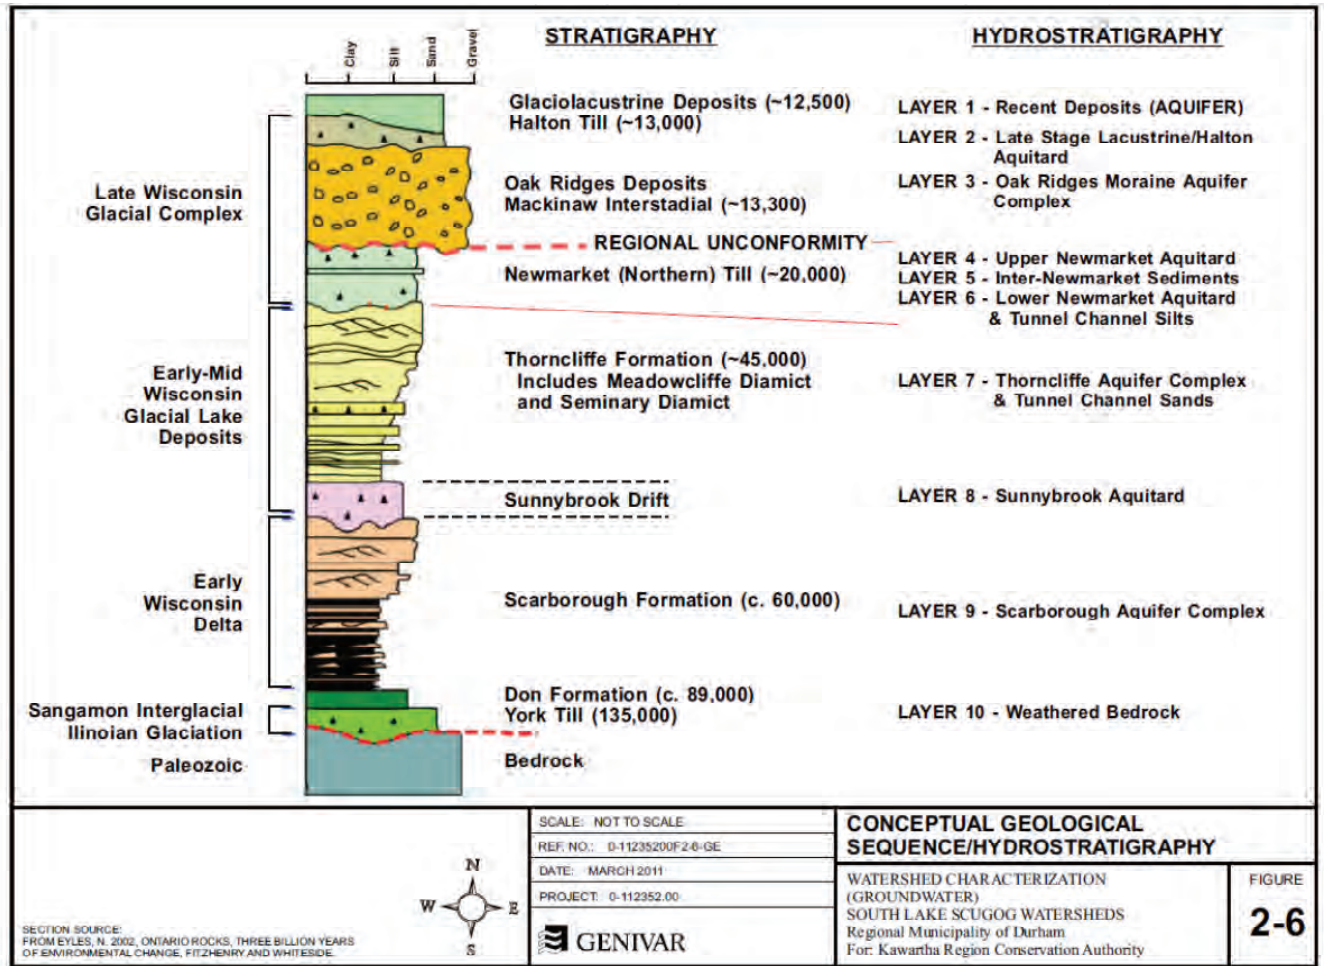 Clay
Silt
Sand
Gravel
STRATIGRAPHY
HYDROSTRATIGRAPHY
Glaciolacustrine Deposits (~12,500)
Halton Till (~13,000)
LAYER 1 - Recent Deposits (AQUIFER)
LAYER 2 - Late Stage Lacustrine/Halton
Aquitard
Late Wisconsin
Glacial Complex
Oak Ridges Deposits
Mackinaw Interstadial (~13,300)
LAYER 3 - Oak Ridges Moraine Aquifer
Complex
REGIONAL UNCONFORMITY
Newmarket (Northern) Till (~20,000)
LAYER 4 - Upper Newmarket Aquitard
LAYER 5 - Inter-Newmarket Sediments
LAYER 6 - Lower Newmarket Aquitard
& Tunnel Channel Silts
Early-Mid
Wisconsin
Glacial Lake
Deposits
Thorncliffe Formation (~45,000)
Includes Meadowcliffe Diamict
and Seminary Diamict
LAYER 7 - Thorncliffe Aquifer Complex
& Tunnel Channel Sands
Sunnybrook Drift
LAYER 8 - Sunnybrook Aquitard
Early
Wisconsin
Delta
Scarborough Formation (c. 60,000)
LAYER 9 - Scarborough Aquifer Complex
Sangamon Interglacial
Ilinoian Glaciation
Don Formation (c. 89,000)
York Till (135,000)
LAYER 10 - Weathered Bedrock
Paleozoic
Bedrock
SECTION SOURCE:
FROM EYLES, N. 2002, ONTARIO ROCKS, THREE BILLION YEARS
OF ENVIRONMENTAL CHANGE, FITZHENRY AND WHITESIDE.
N
W
E
S
SCALE: NOT TO SCALE
REF. NO.: 0-11235200F2-6-GE
DATE: MARCH 2011
PROJECT: 0-112352.00
GENIVAR
CONCEPTUAL GEOLOGICAL
SEQUENCE/HYDROSTRATIGRAPHY
WATERSHED CHARACTERIZATION
(GROUNDWATER)
SOUTH LAKE SCUGOG WATERSHEDS
Regional Municipality of Durham
For: Kawartha Region Conservation Authority
FIGURE
2-6